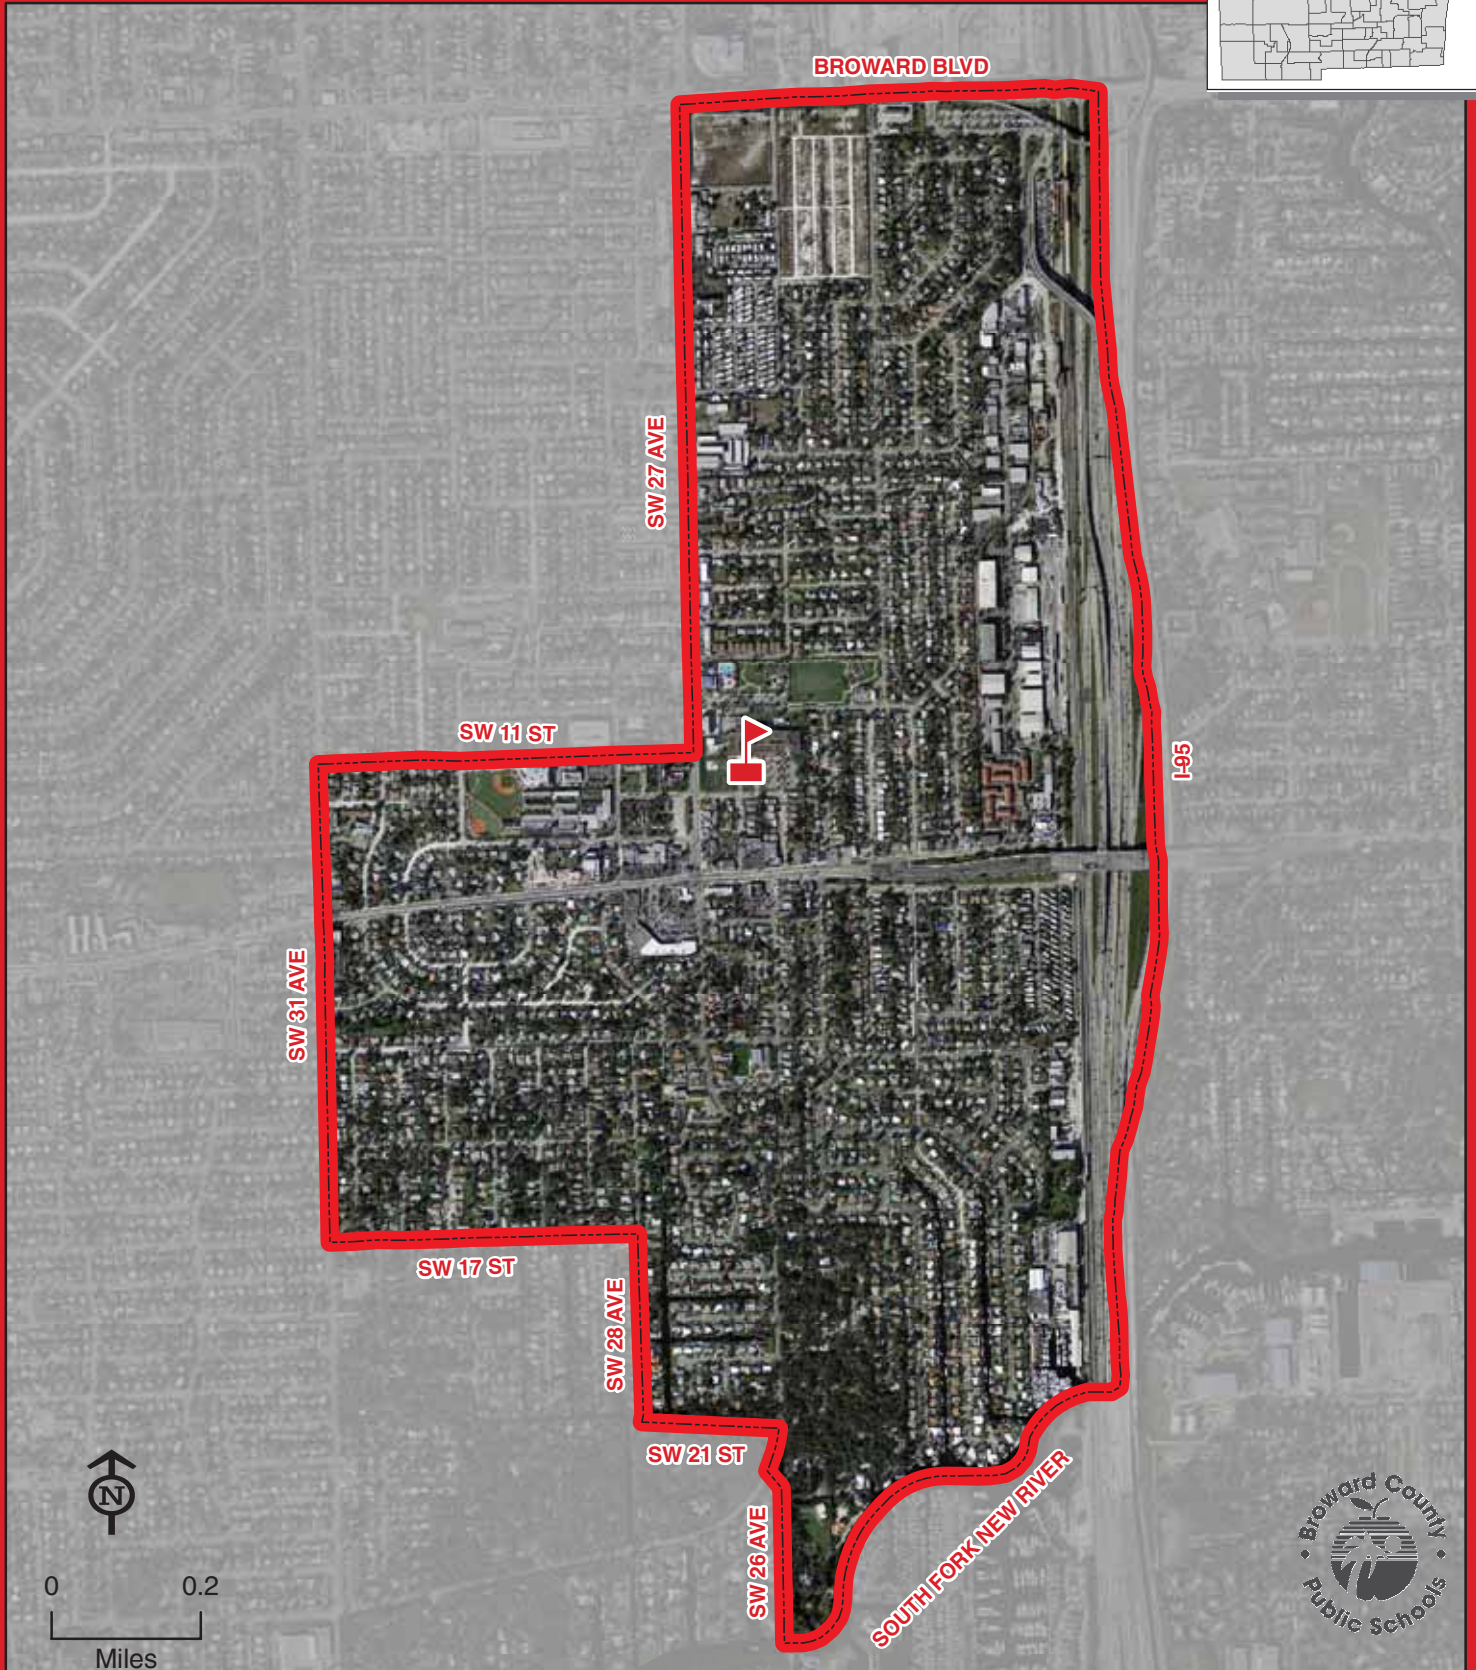 BROWARD BLVD
SW 27 AVE
SW 11 ST
I-95
SW 31 AVE
SW 17 ST
SW 28 AVE
SW 21 ST
SW 26 AVE
SOUTH FORK NEW RIVER
N
0 0.2
Miles
Broward County
Public Schools